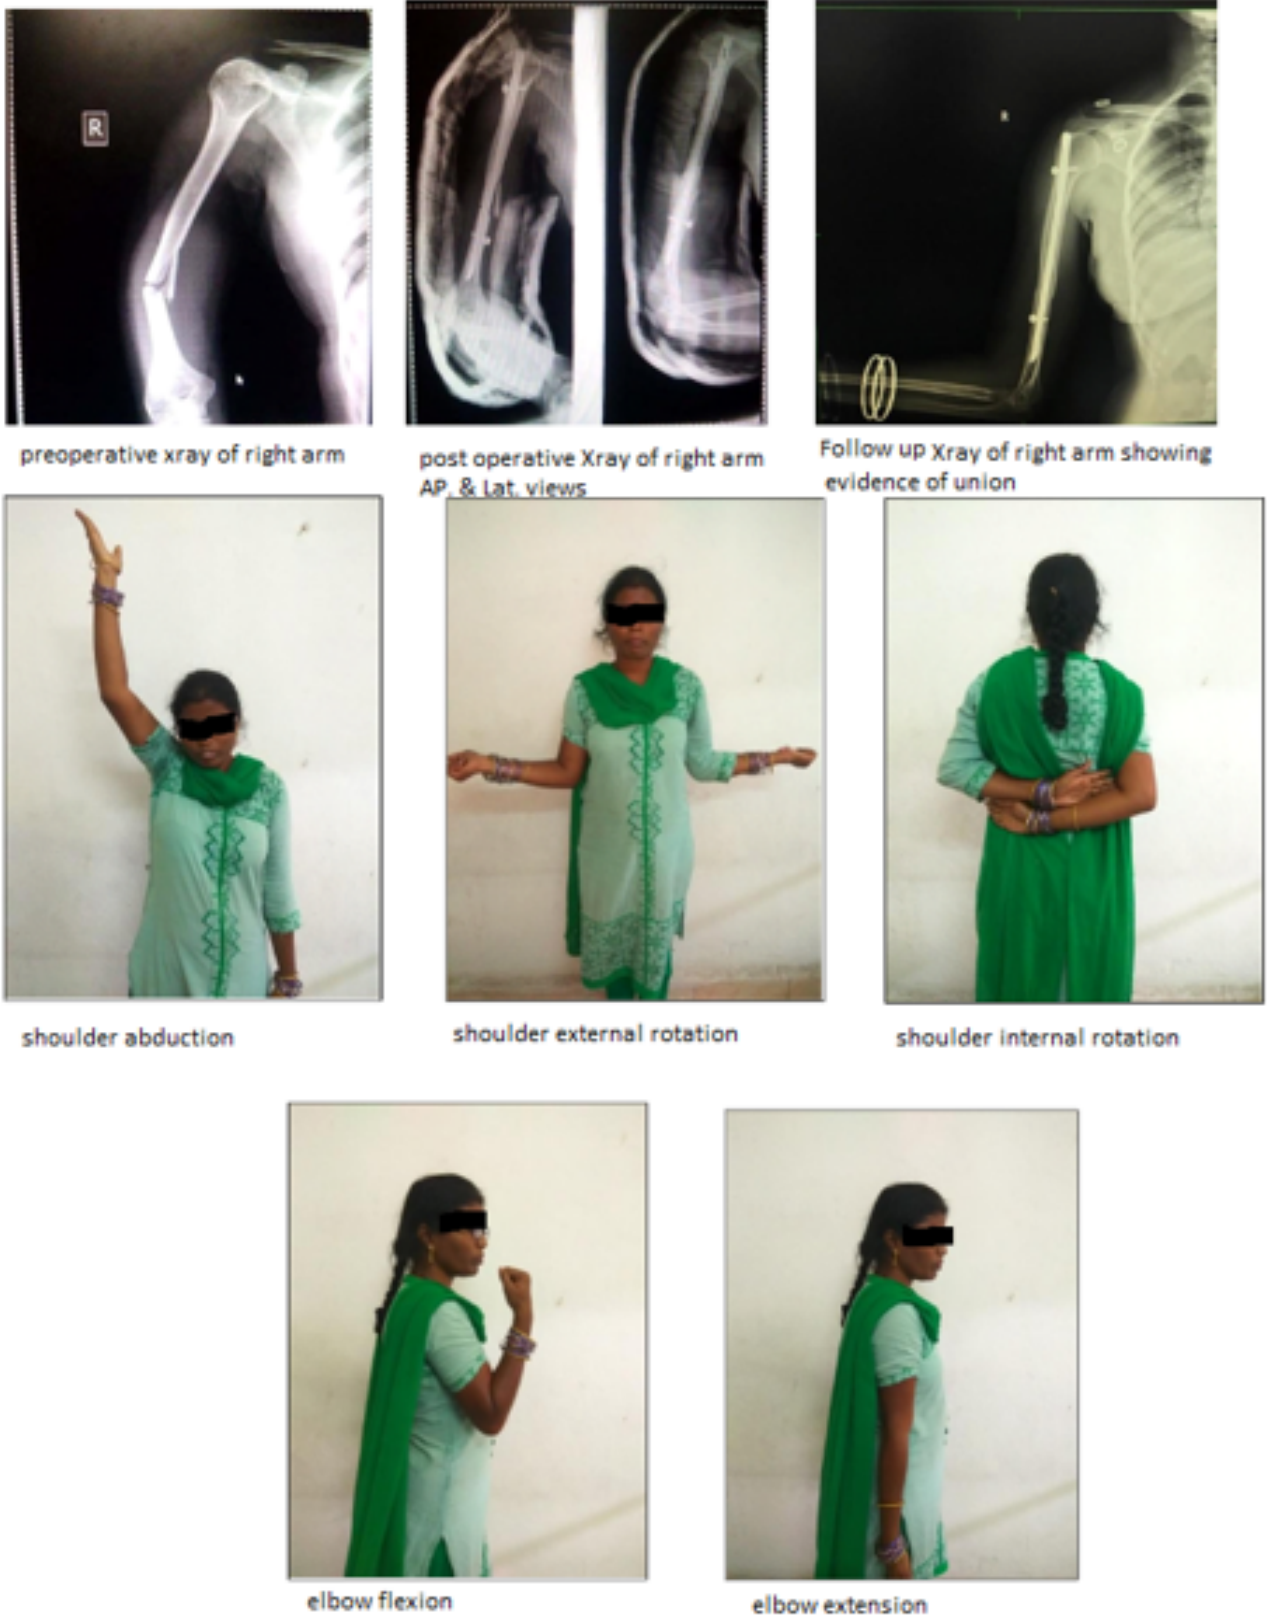 R
R
preoperative xray of right arm
post operative Xray of right arm
AP. & Lat. views
Follow up Xray of right arm showing
evidence of union
shoulder abduction
shoulder external rotation
shoulder internal rotation
elbow flexion
elbow extension